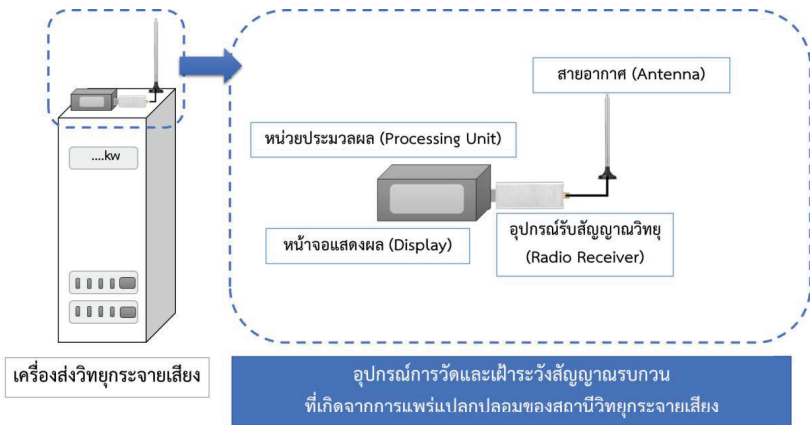 สายอากาศ (Antenna)
หน่วยประมวลผล (Processing Unit)
....kw
หน้าจอแสดงผล (Display)
อุปกรณ์รับสัญญาณวิทยุ
(Radio Receiver)
เครื่องส่งวิทยุกระจายเสียง
อุปกรณ์การวัดและเฝ้าระวังสัญญาณรบกวน
ที่เกิดจากการแพร่แปลกปลอมของสถานีวิทยุกระจายเสียง